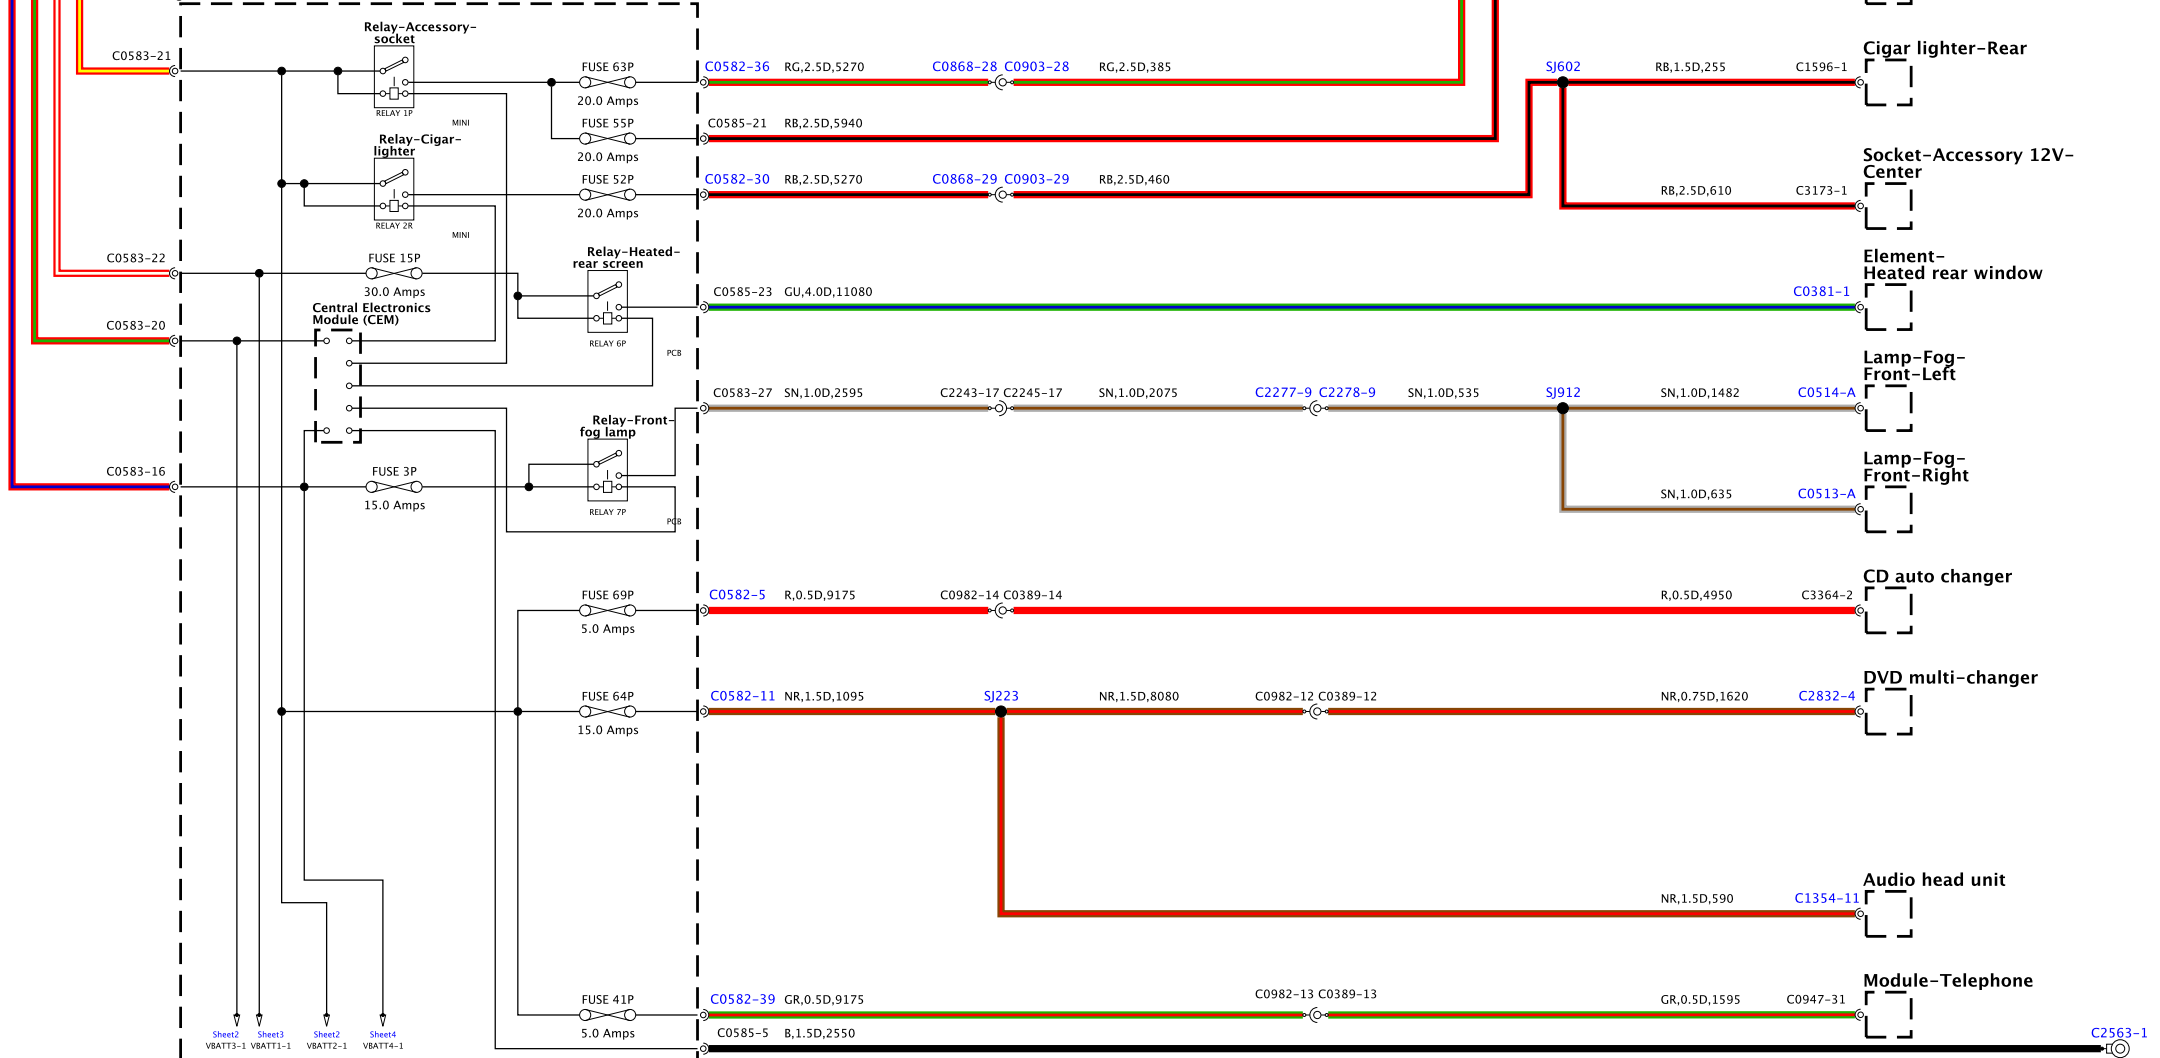 Relay-Accessory-
socket
C0583-21
RELAY 1P
MINI
FUSE 63P
20.0 Amps
C0582-36 RG,2.5D,5270 C0868-28 C0903-28 RG,2.5D,385
SJ602 RB,1.5D,255 C1596-1
Cigar lighter-Rear
FUSE 55P
20.0 Amps
C0585-21 RB,2.5D,5940
Relay-Cigar-
lighter
RELAY 2R
MINI
FUSE 52P
20.0 Amps
C0582-30 RB,2.5D,5270 C0868-29 C0903-29 RB,2.5D,460
Socket-Accessory 12V-
Center
RB,2.5D,610 C3173-1
C0583-22
FUSE 15P
30.0 Amps
Relay-Heated-
rear screen
RELAY 6P
PCB
C0585-23 GU,4.0D,11080 C0381-1
Element-
Heated rear window
Central Electronics
Module (CEM)
C0583-20
C0583-27 SN,1.0D,2595 C2243-17 C2245-17 SN,1.0D,2075 C2277-9 C2278-9 SN,1.0D,535 SJ912 SN,1.0D,1482 C0514-A
Lamp-Fog-
Front-Left
Relay-Front-
fog lamp
RELAY 7P
PCB
C0583-16
FUSE 3P
15.0 Amps
Lamp-Fog-
Front-Right
SN,1.0D,635 C0513-A
FUSE 69P
5.0 Amps
C0582-5 R,0.5D,9175 C0982-14 C0389-14 R,0.5D,4950 C3364-2
CD auto changer
FUSE 64P
15.0 Amps
C0582-11 NR,1.5D,1095 SJ223 NR,1.5D,8080 C0982-12 C0389-12 NR,0.75D,1620 C2832-4
DVD multi-changer
Audio head unit
NR,1.5D,590 C1354-11
Module-Telephone
FUSE 41P
5.0 Amps
C0582-39 GR,0.5D,9175 C0982-13 C0389-13 GR,0.5D,1595 C0947-31
C0585-5 B,1.5D,2550 C2563-1
Sheet2 Sheet3 Sheet2 Sheet4
VBATT3-1 VBATT1-1 VBATT2-1 VBATT4-1